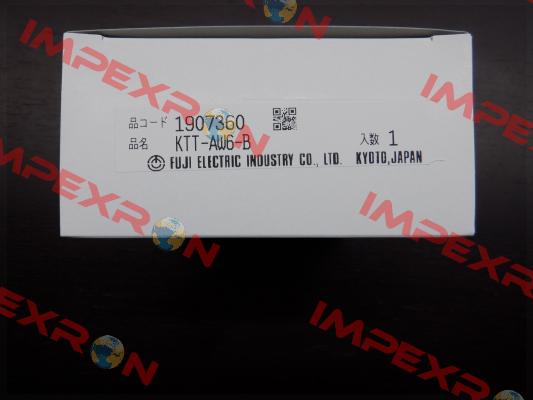 IMPEXRON
品コード 1907360
品名 KTT-AW6-B
入数 1
FUJI ELECTRIC INDUSTRY CO., LTD. KYOTO, JAPAN
IMPEXRON
IMPEXRON
IMPEXRON
IMPEXRON
IMPEXRON